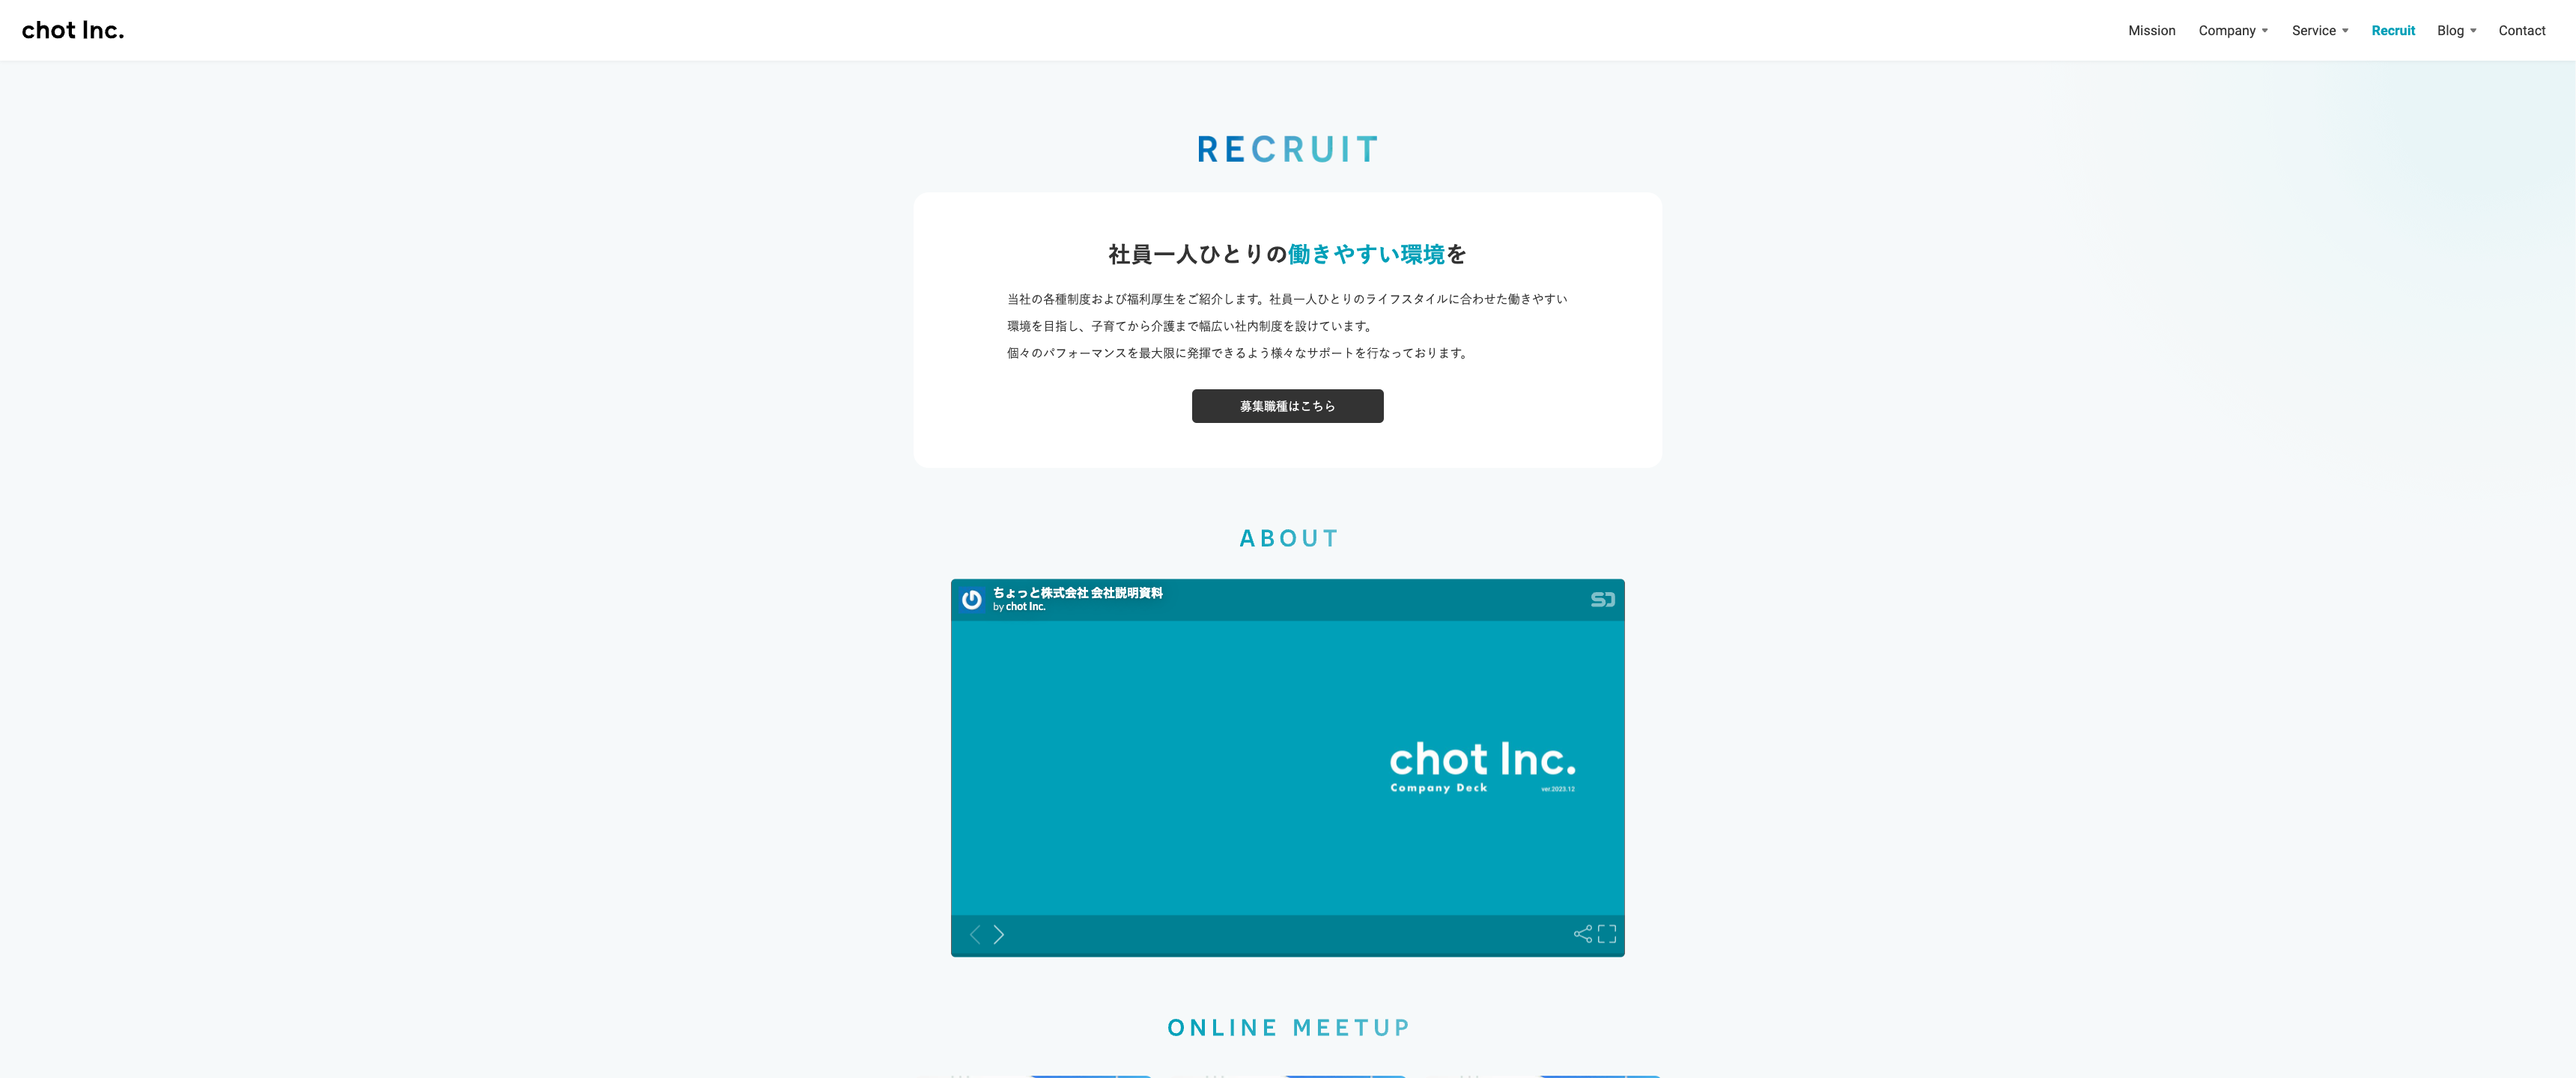 chot Inc.
Mission Company Service Recruit Blog Contact
RECRUIT
社員一人ひとりの働きやすい環境を
当社の各種制度および福利厚生をご紹介します。社員一人ひとりのライフスタイルに合わせた働きやすい
環境を目指し、子育てから介護まで幅広い社内制度を設けています。
個々のパフォーマンスを最大限に発揮できるよう様々なサポートを行なっております。
募集職種はこちら
ABOUT
ちょっと株式会社 会社説明資料
by chot Inc.
chot Inc.
Company Deck ver.2023.12
ONLINE MEETUP